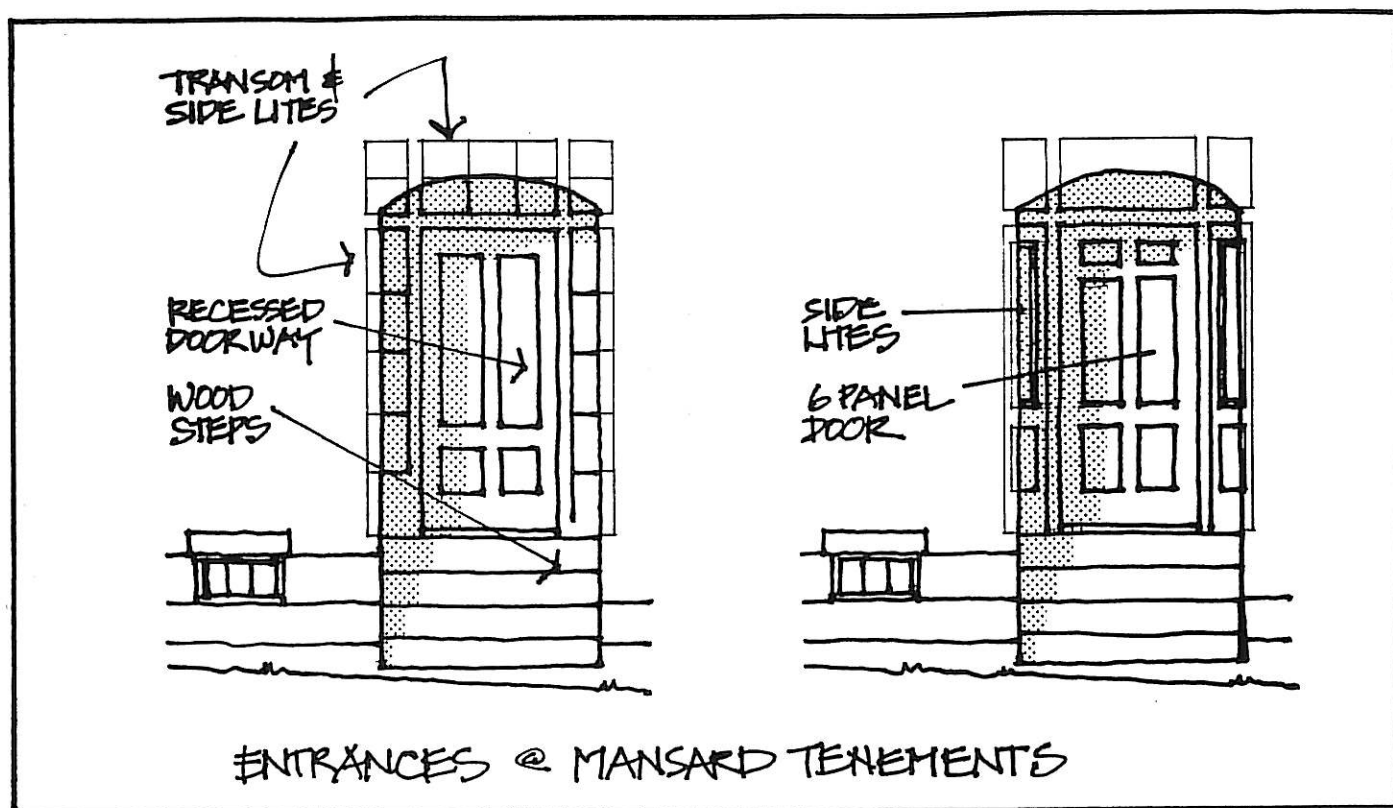 TRANSOM &
SIDE LITES
RECESSED
DOORWAY
WOOD
STEPS
SIDE
LITES
6 PANEL
DOOR
ENTRANCES @ MANSARD TENEMENTS